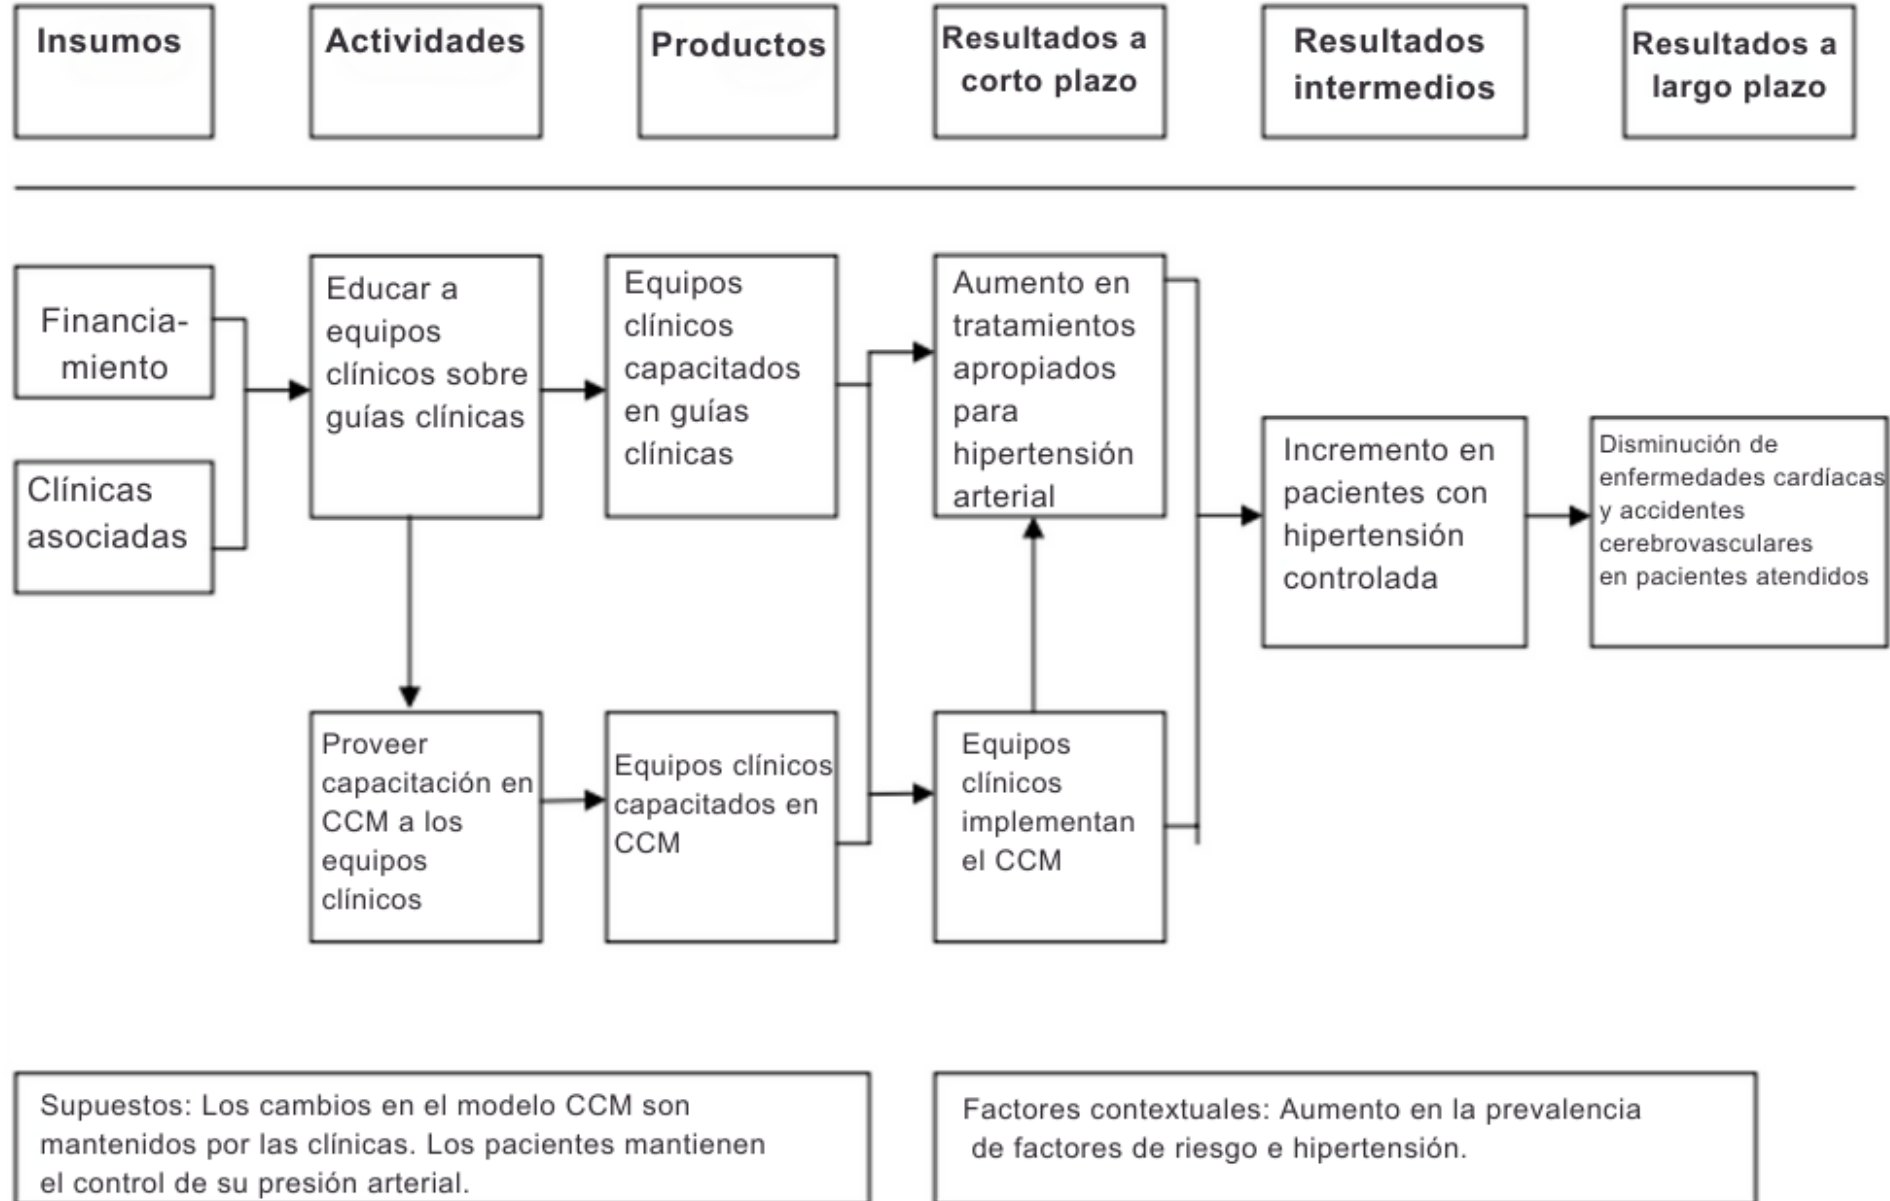 Insumos
Actividades
Productos
Resultados a
corto plazo
Resultados
intermedios
Resultados a
largo plazo
Financia-
miento
Clínicas
asociadas
Educar a
equipos
clínicos sobre
guías clínicas
Equipos
clínicos
capacitados
en guías
clínicas
Aumento en
tratamientos
apropiados
para
hipertensión
arterial
Incremento en
pacientes con
hipertensión
controlada
Disminución de
enfermedades cardíacas
y accidentes
cerebrovasculares
en pacientes atendidos
Proveer
capacitación en
CCM a los
equipos
clínicos
Equipos clínicos
capacitados en
CCM
Equipos
clínicos
implementan
el CCM
Supuestos: Los cambios en el modelo CCM son
mantenidos por las clínicas. Los pacientes mantienen
el control de su presión arterial.
Factores contextuales: Aumento en la prevalencia
de factores de riesgo e hipertensión.